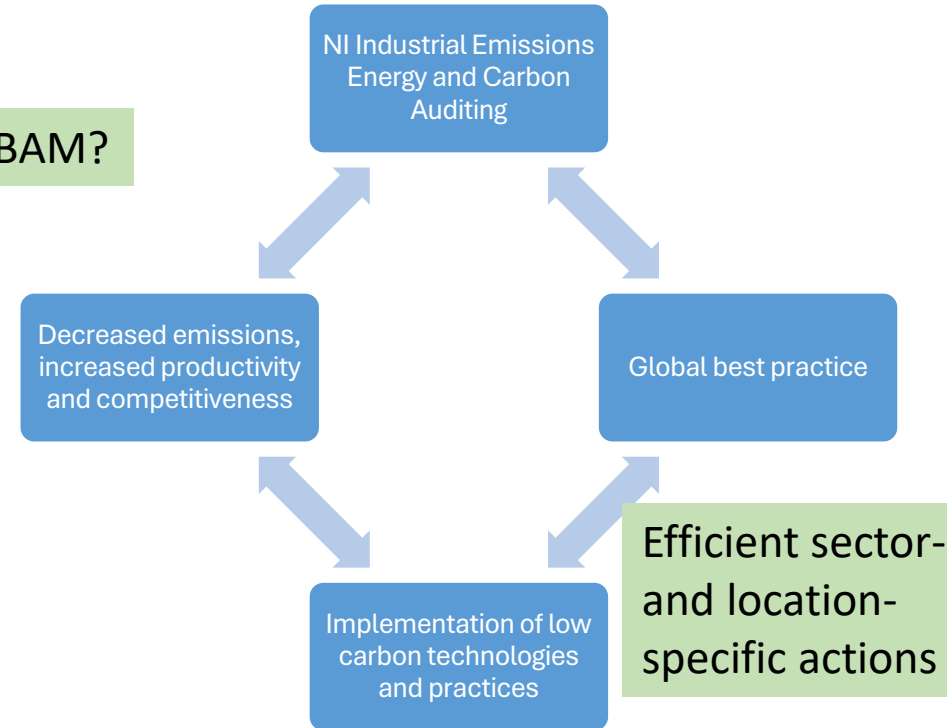 NI Industrial Emissions
Energy and Carbon
Auditing
BAM?
Decreased emissions,
increased productivity
and competitiveness
Global best practice
Efficient sector-
and location-
specific actions
Implementation of low
carbon technologies
and practices